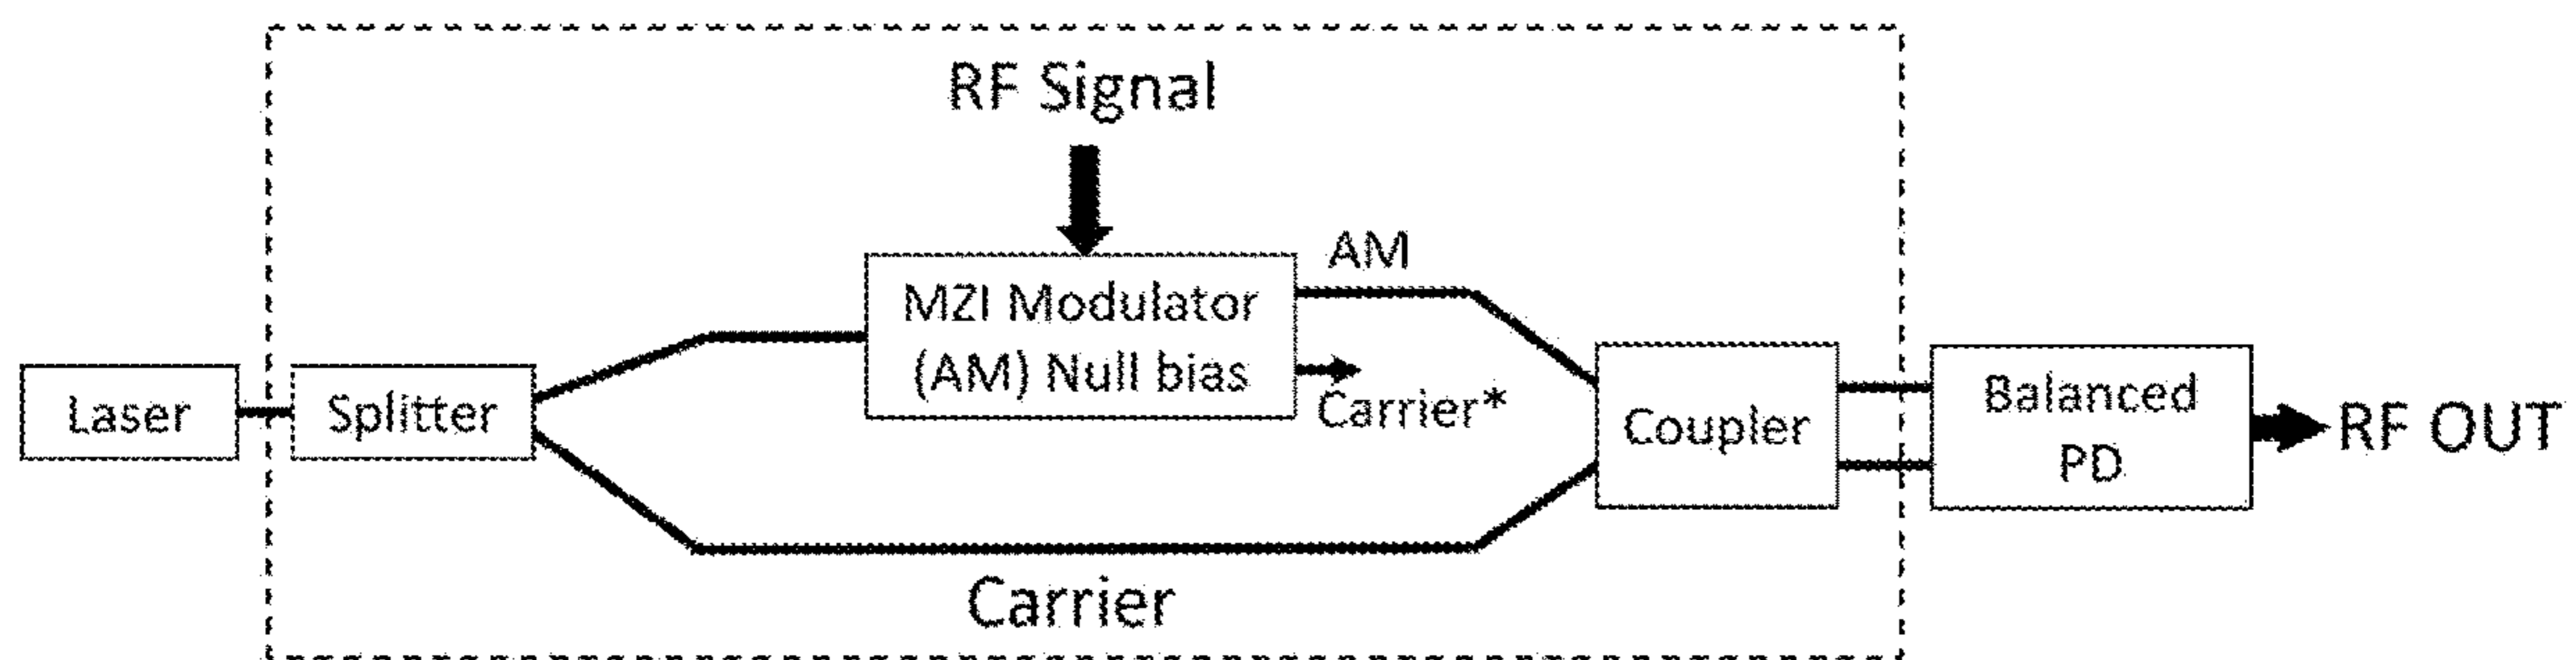 RF Signal
AM
MZI Modulator
(AM) Null bias
Carrier*
Laser
Splitter
Coupler
Balanced
PD
RF OUT
Carrier